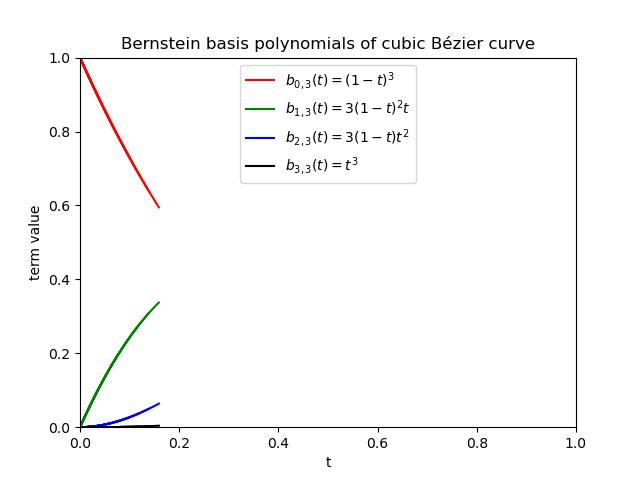 Bernstein basis polynomials of cubic Bézier curve
1.0
0.8
0.6
0.4
0.2
0.0
term value
b₀,₃(t) = (1 − t)³
b₁,₃(t) = 3(1 − t)²t
b₂,₃(t) = 3(1 − t)t²
b₃,₃(t) = t³
0.0 0.2 0.4 0.6 0.8 1.0
t